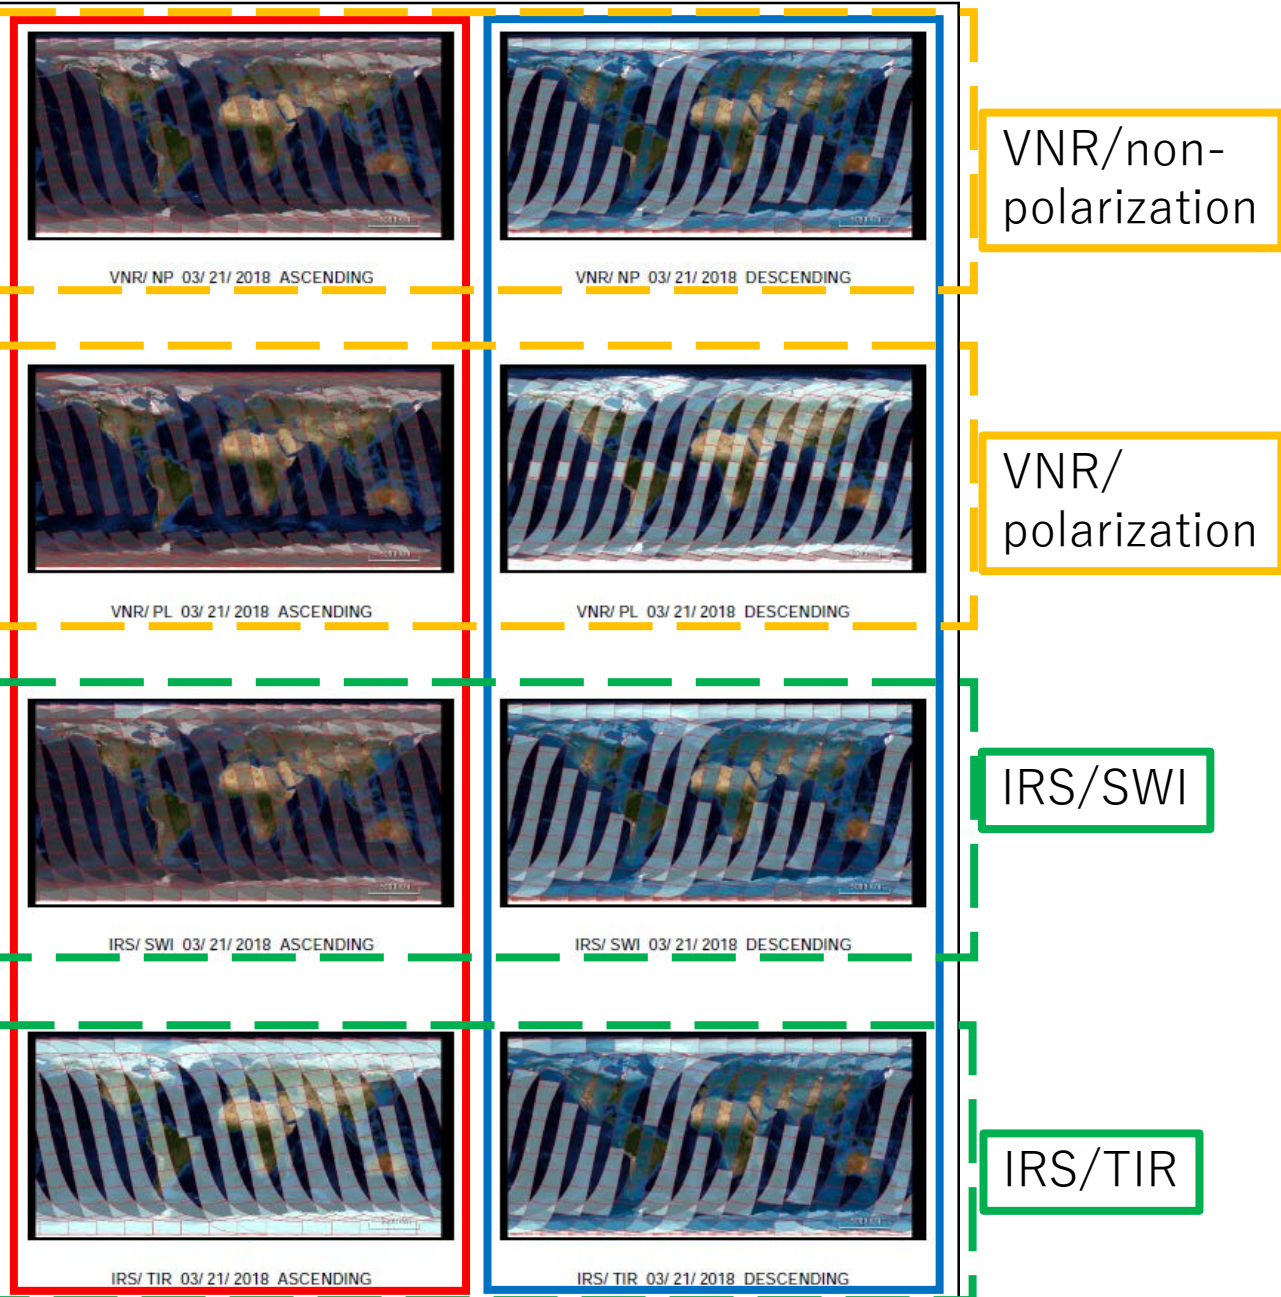 VNR/non-
polarization
VNR/ NP 03/ 21/ 2018 ASCENDING
VNR/ NP 03/ 21/ 2018 DESCENDING
VNR/
polarization
VNR/ PL 03/ 21/ 2018 ASCENDING
VNR/ PL 03/ 21/ 2018 DESCENDING
IRS/SWI
IRS/ SWI 03/ 21/ 2018 ASCENDING
IRS/ SWI 03/ 21/ 2018 DESCENDING
IRS/TIR
IRS/ TIR 03/ 21/ 2018 ASCENDING
IRS/ TIR 03/ 21/ 2018 DESCENDING